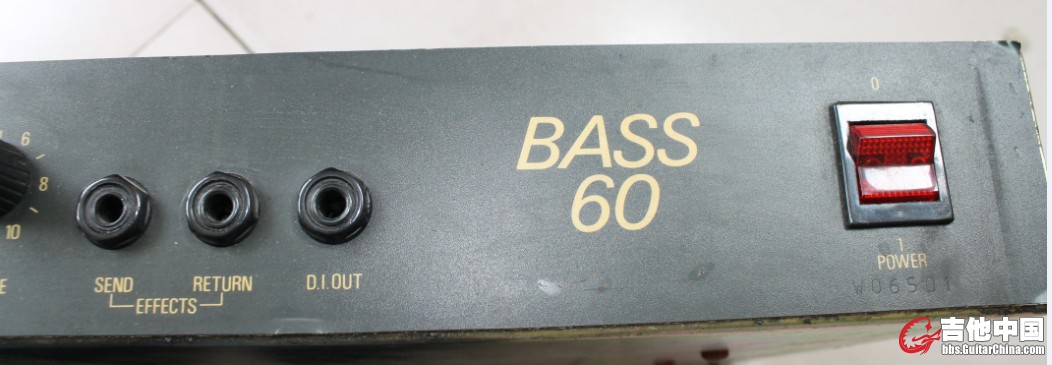 6
8
10
SEND
RETURN
EFFECTS
D.I.OUT
BASS
60
0
1
POWER
W06501
吉他中国
bbs.GuitarChina.com